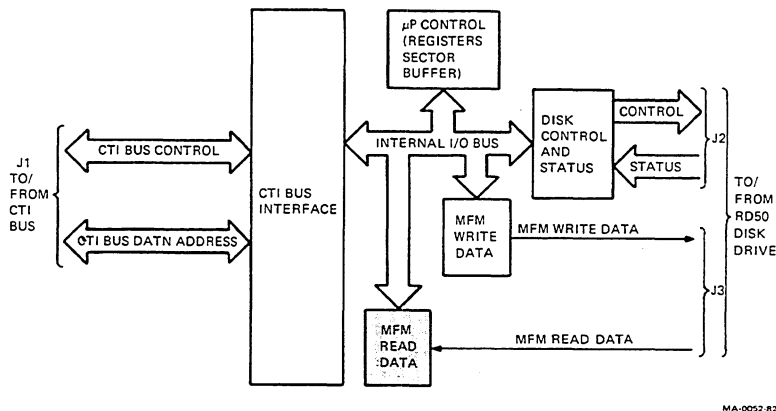 μP CONTROL
(REGISTERS
SECTOR
BUFFER)
J1
TO/
FROM
CTI
BUS
CTI BUS CONTROL
CTI BUS DATN ADDRESS
CTI BUS
INTERFACE
INTERNAL I/O BUS
DISK
CONTROL
AND
STATUS
CONTROL
STATUS
J2
TO/
FROM
RD50
DISK
DRIVE
MFM
WRITE
DATA
MFM WRITE DATA
J3
MFM
READ
DATA
MFM READ DATA
MA-0052-82